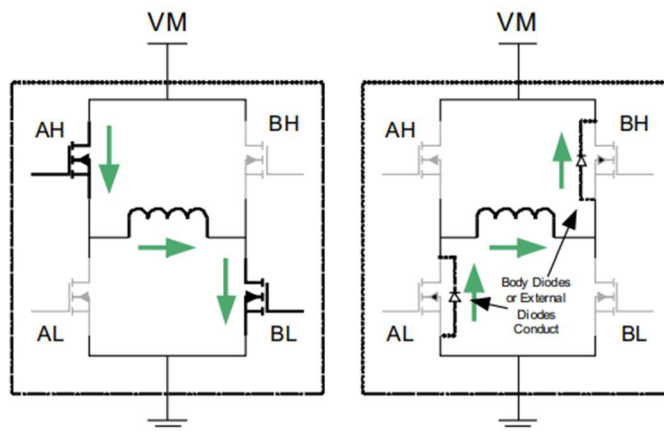 VM
VM
AH
BH
AH
BH
AL
BL
Body Diodes
or External
Diodes
Conduct
AL
BL